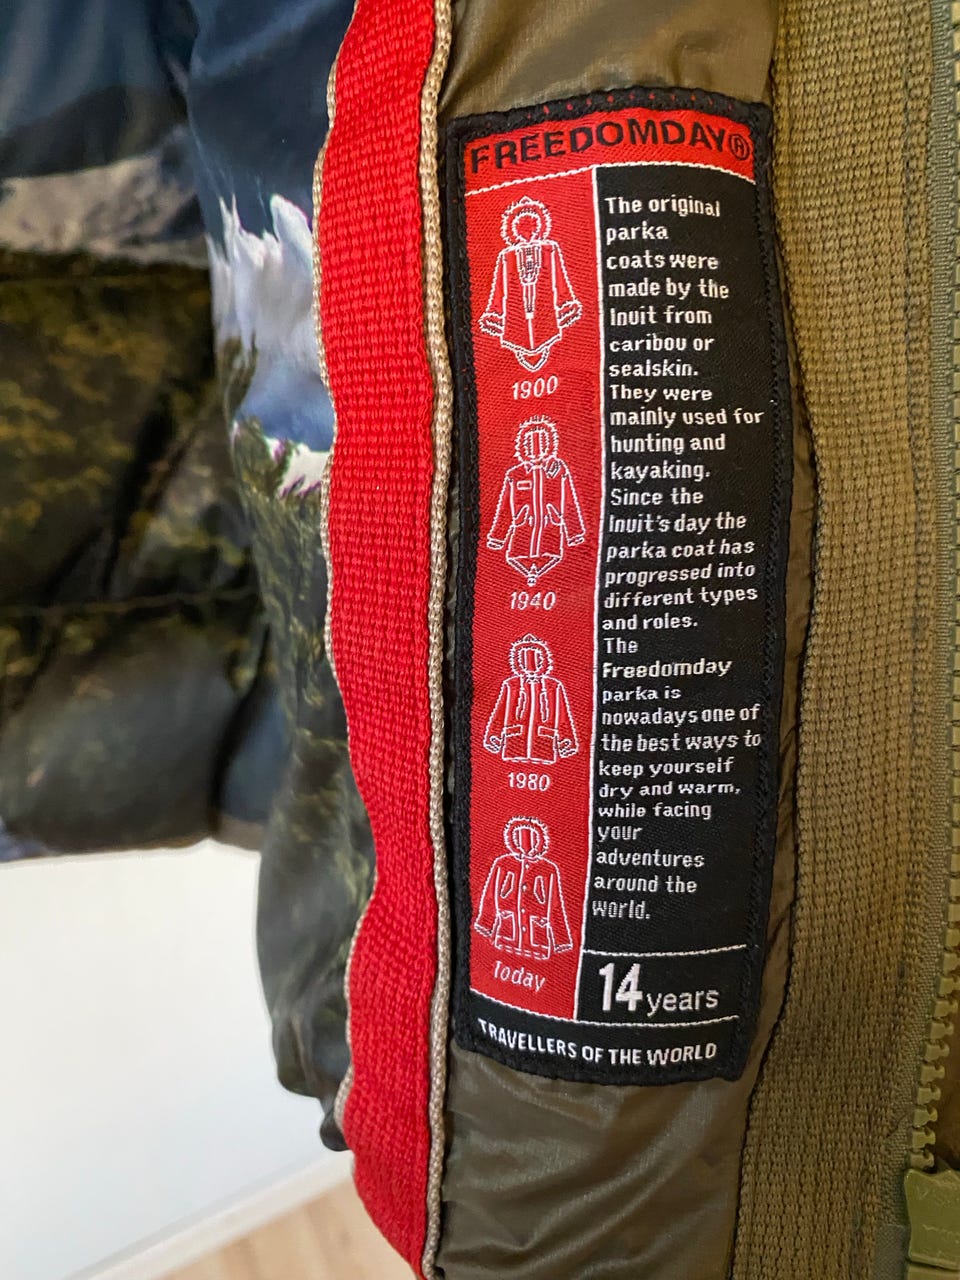 FREEDOMDAY®
1900
1940
1980
Today
The original
parka
coats were
made by the
Inuit from
caribou or
sealskin.
They were
mainly used for
hunting and
kayaking.
Since the
Inuit's day the
parka coat has
progressed into
different types
and roles.
The
Freedomday
parka is
nowadays one of
the best ways to
keep yourself
dry and warm,
while facing
your
adventures
around the
world.
14 years
TRAVELLERS OF THE WORLD